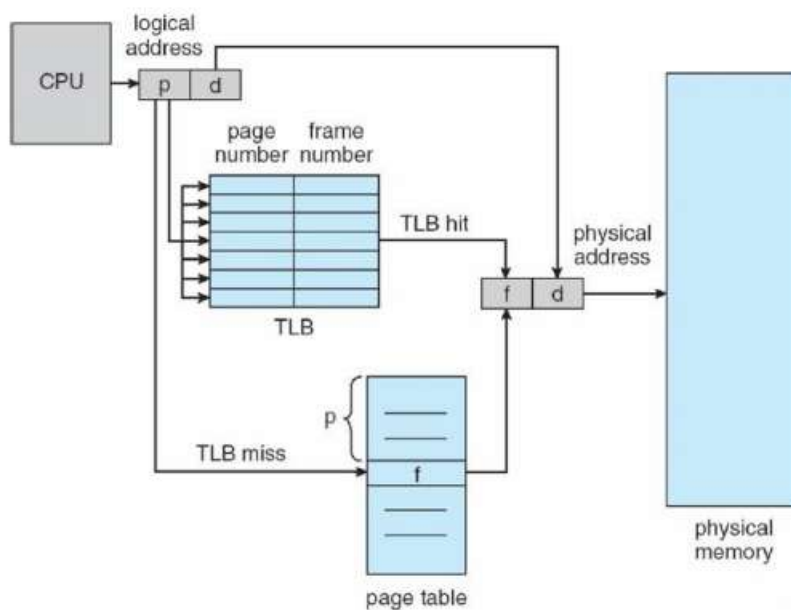 logical
address
CPU
p
d
page
number
frame
number
TLB hit
physical
address
f
d
TLB
p
TLB miss
f
physical
memory
page table